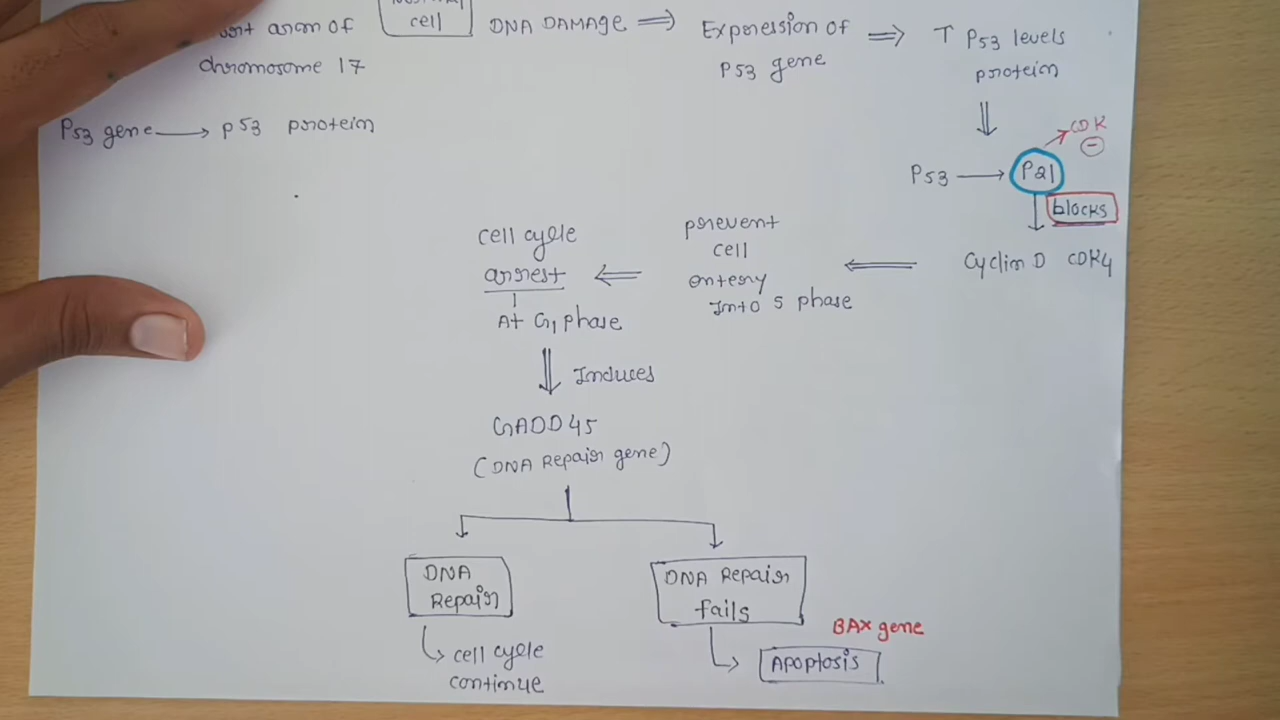 arm of
chromosome 17
cell
DNA DAMAGE ⇒
Expression of
P53 gene
⇒ ↑ P53 levels
protein
P53 gene → p53 protein
CDK
⊖
P53 → P21
blocks
Cyclin D CDK4
prevent
cell
entery
Into S phase
cell cycle
arrest
At G1 phase
Induces
GADD45
(DNA Repair gene)
DNA
Repair
cell cycle
continue
DNA Repair
fails
BAX gene
Apoptosis